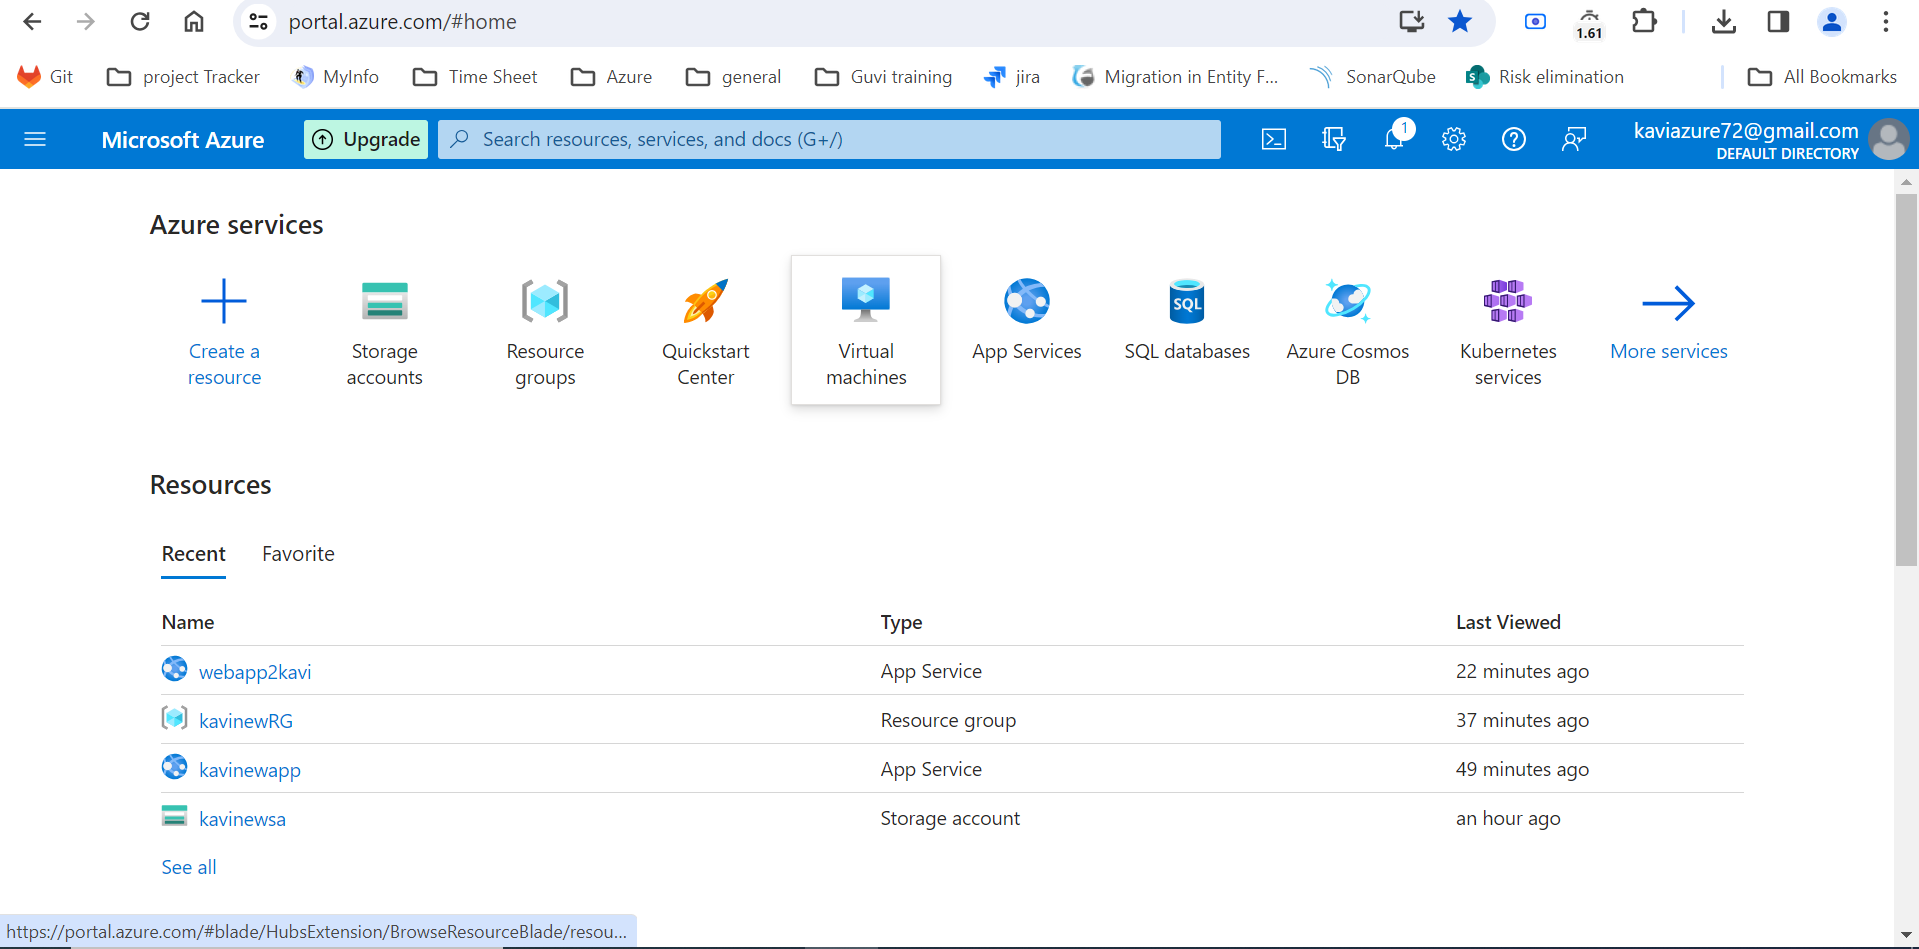 portal.azure.com/#home
1.61
Git project Tracker MyInfo Time Sheet Azure general Guvi training jira Migration in Entity F... SonarQube Risk elimination All Bookmarks
Microsoft Azure Upgrade Search resources, services, and docs (G+/) 1 kaviazure72@gmail.com
DEFAULT DIRECTORY
Azure services
Create a resource
Storage accounts
Resource groups
Quickstart Center
Virtual machines
App Services
SQL
SQL databases
Azure Cosmos DB
Kubernetes services
More services
Resources
Recent Favorite
Name Type Last Viewed
webapp2kavi App Service 22 minutes ago
kavinewRG Resource group 37 minutes ago
kavinewapp App Service 49 minutes ago
kavinewsa Storage account an hour ago
See all
https://portal.azure.com/#blade/HubsExtension/BrowseResourceBlade/resou...